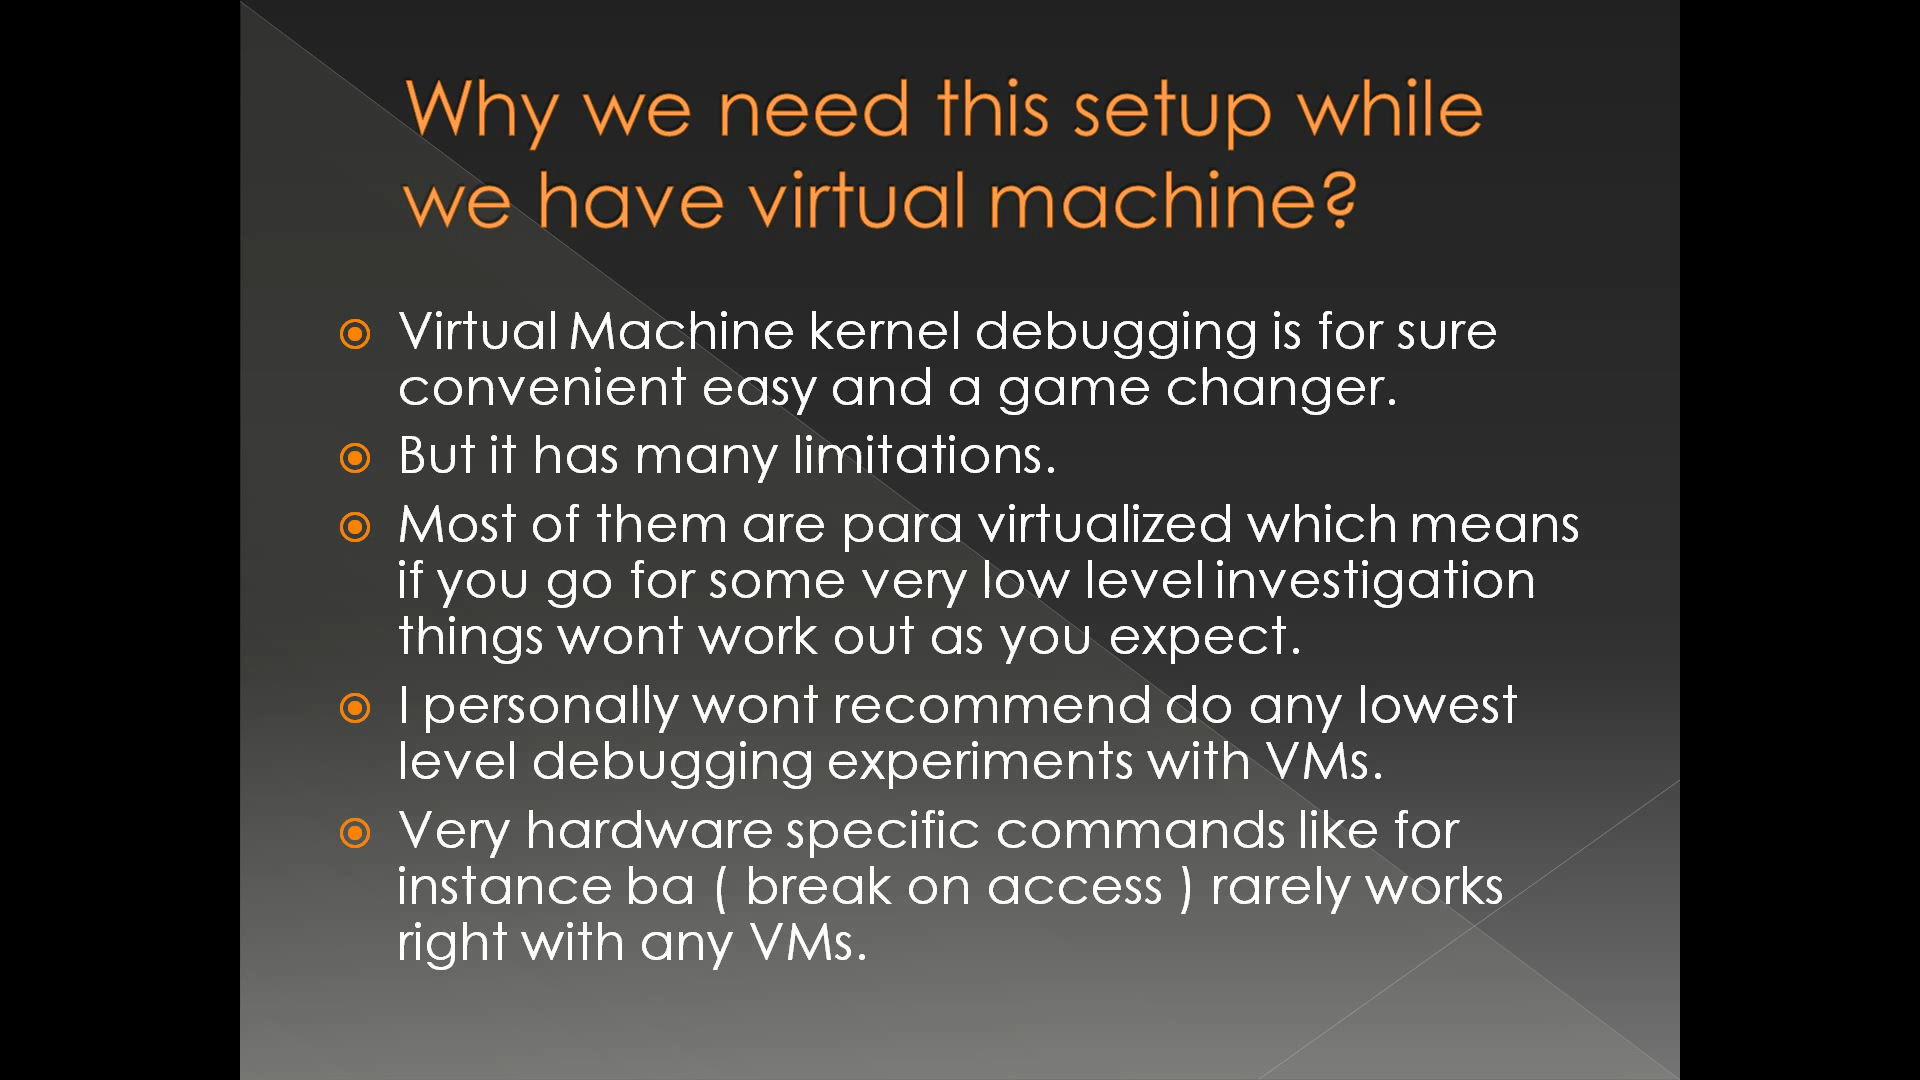 Why we need this setup while
we have virtual machine?
Virtual Machine kernel debugging is for sure
convenient easy and a game changer.
But it has many limitations.
Most of them are para virtualized which means
if you go for some very low level investigation
things wont work out as you expect.
I personally wont recommend do any lowest
level debugging experiments with VMs.
Very hardware specific commands like for
instance ba ( break on access ) rarely works
right with any VMs.